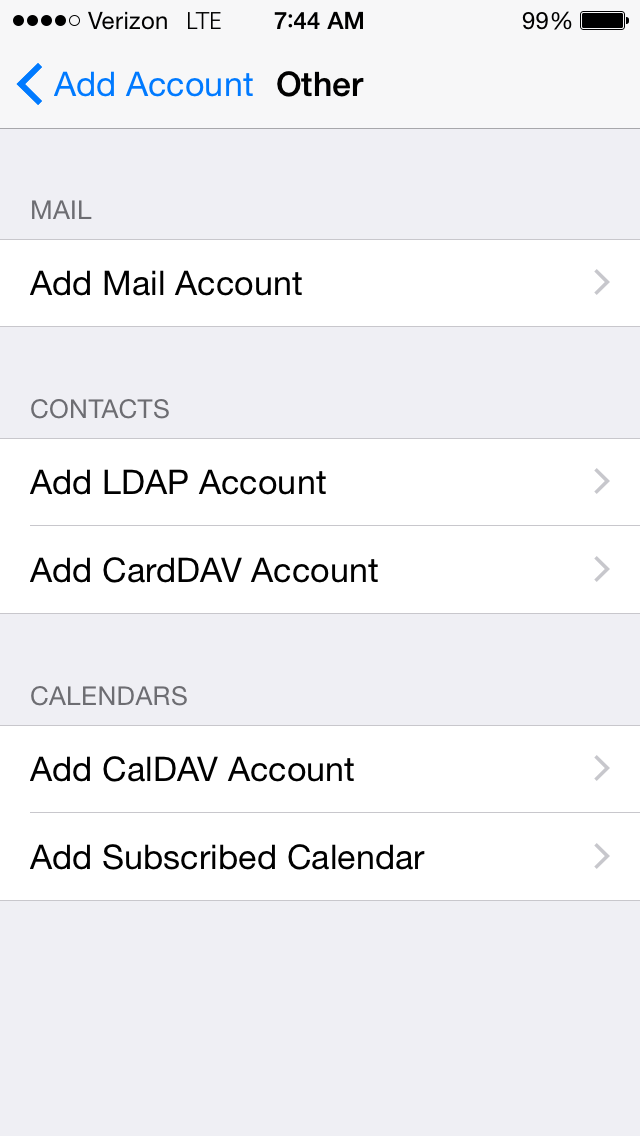 Verizon LTE 7:44 AM 99%
Add Account Other
MAIL
Add Mail Account
CONTACTS
Add LDAP Account
Add CardDAV Account
CALENDARS
Add CalDAV Account
Add Subscribed Calendar